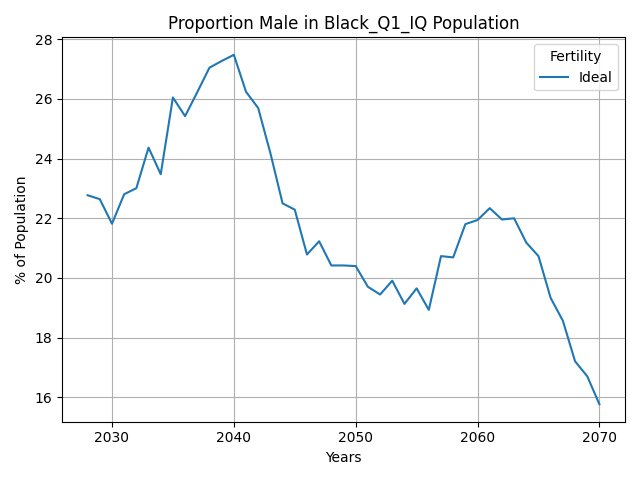 Proportion Male in Black_Q1_IQ Population
Fertility
Ideal
% of Population
28
26
24
22
20
18
16
2030
2040
2050
2060
2070
Years